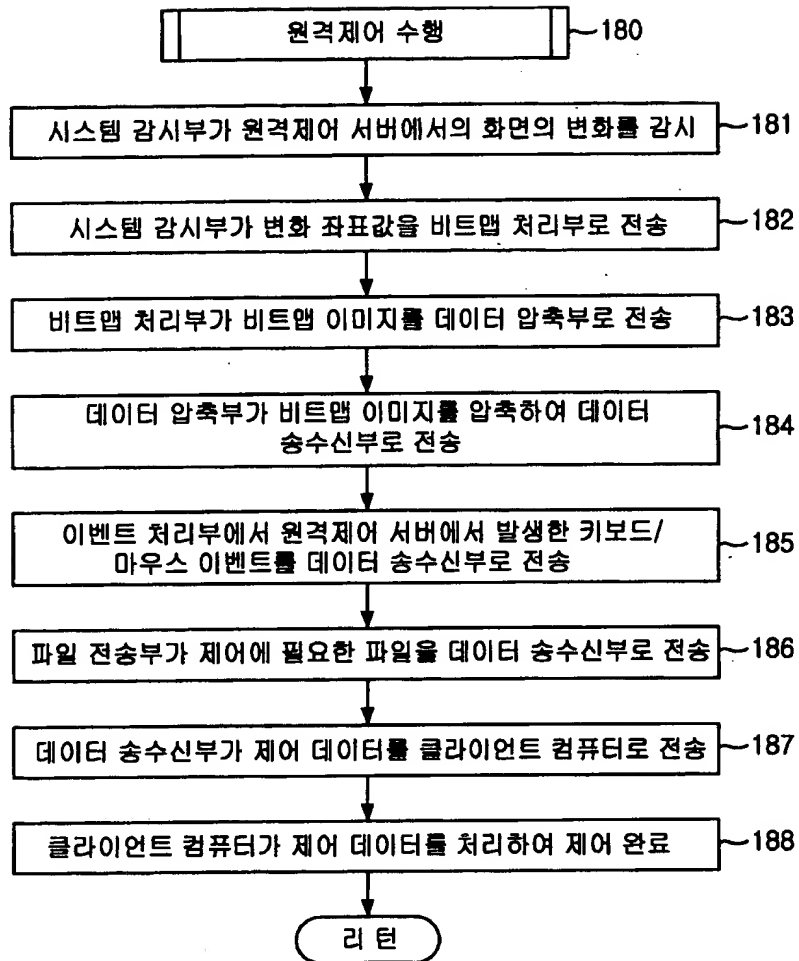 원격제어 수행
180
시스템 감시부가 원격제어 서버에서의 화면의 변화를 감시
181
시스템 감시부가 변화 좌표값을 비트맵 처리부로 전송
182
비트맵 처리부가 비트맵 이미지를 데이터 압축부로 전송
183
데이터 압축부가 비트맵 이미지를 압축하여 데이터
송수신부로 전송
184
이벤트 처리부에서 원격제어 서버에서 발생한 키보드/
마우스 이벤트를 데이터 송수신부로 전송
185
파일 전송부가 제어에 필요한 파일을 데이터 송수신부로 전송
186
데이터 송수신부가 제어 데이터를 클라이언트 컴퓨터로 전송
187
클라이언트 컴퓨터가 제어 데이터를 처리하여 제어 완료
188
리턴